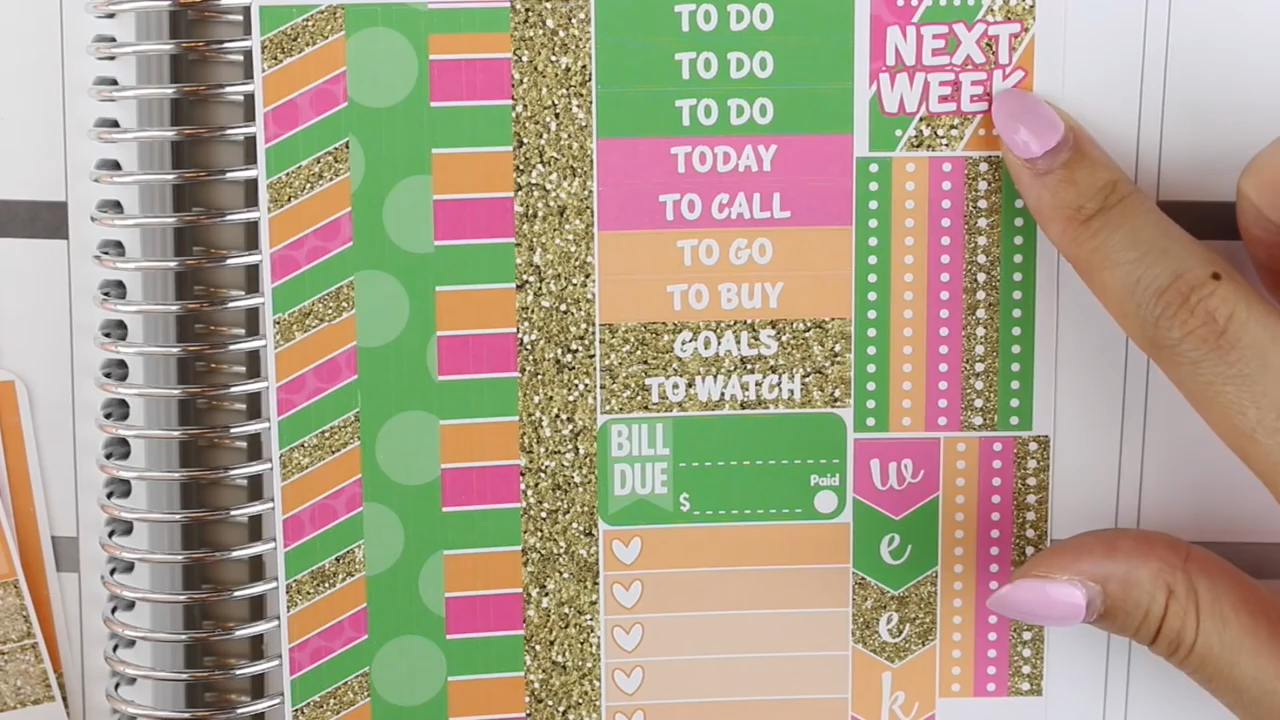 TO DO
TO DO
TO DO
TODAY
TO CALL
TO GO
TO BUY
GOALS
TO WATCH
BILL
DUE
Paid
$
NEXT
WEEK
w
e
e
k